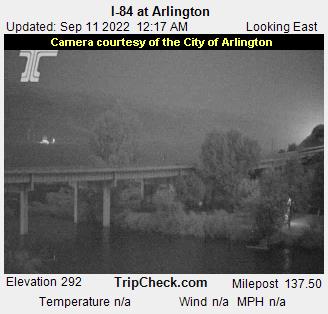 I-84 at Arlington
Updated: Sep 11 2022 12:17 AM Looking East
Camera courtesy of the City of Arlington
Elevation 292 TripCheck.com Milepost 137.50
Temperature n/a Wind n/a MPH n/a